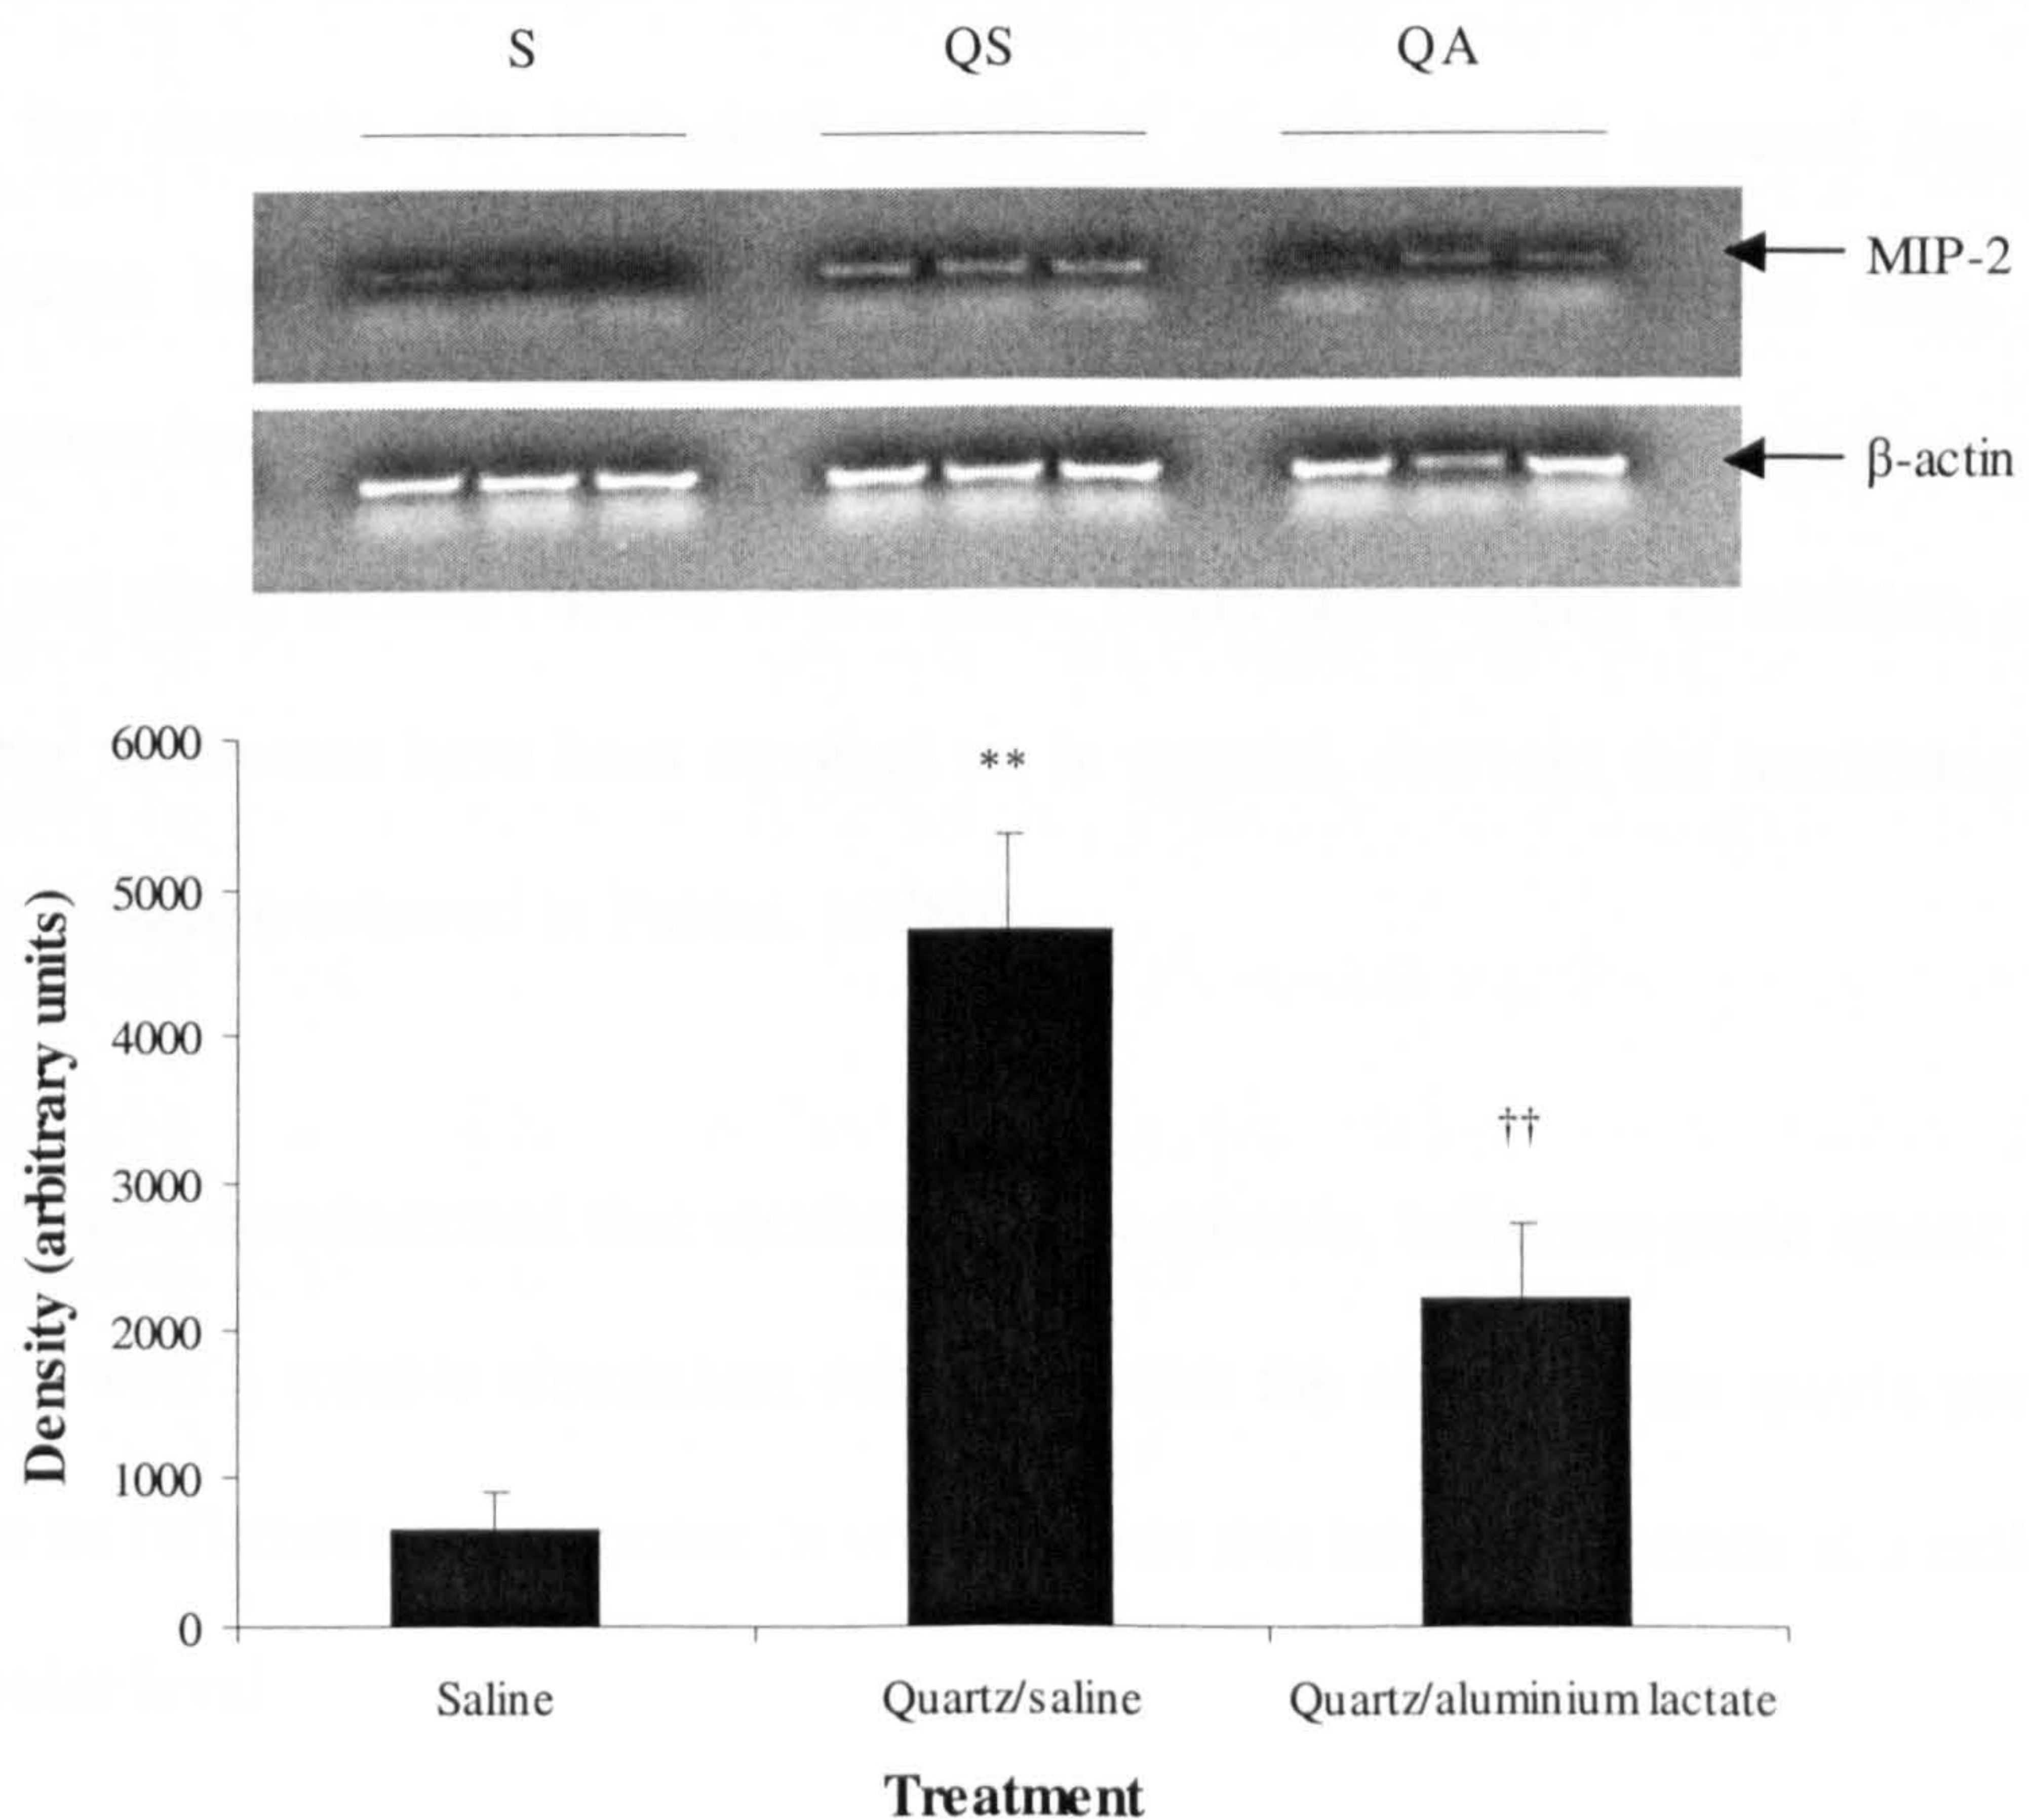 S QS QA
MIP-2
β-actin
6000
**
5000
4000
††
3000
2000
1000
0
Density (arbitrary units)
Saline Quartz/saline Quartz/aluminium lactate
Treatment